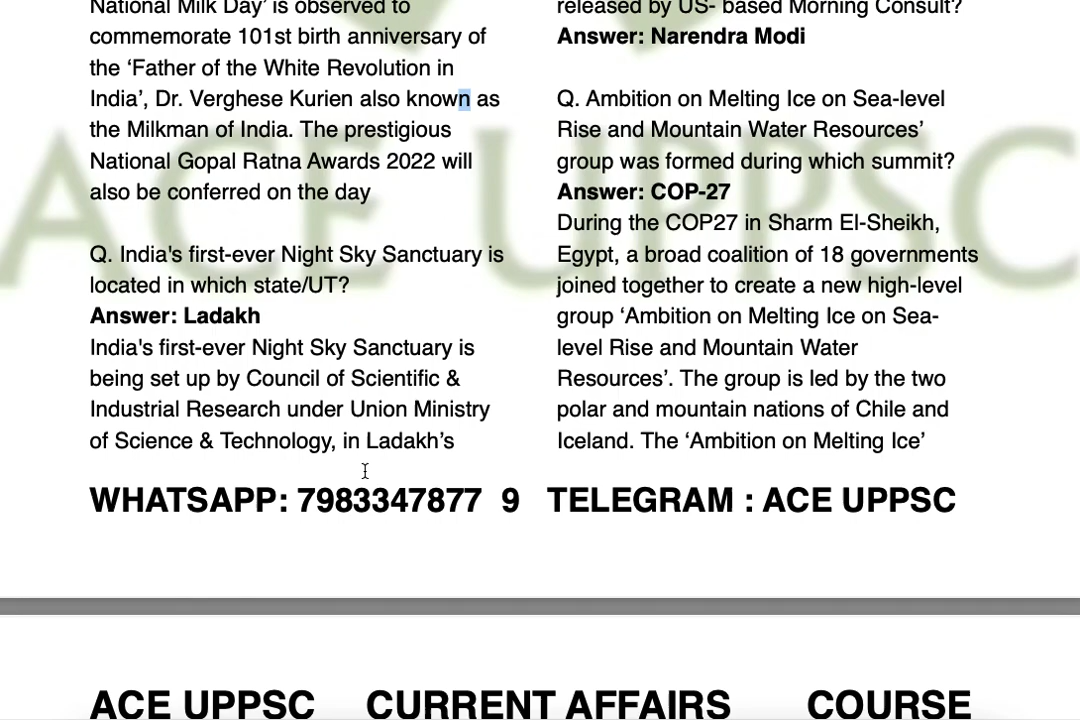 National Milk Day' is observed to
commemorate 101st birth anniversary of
the ‘Father of the White Revolution in
India’, Dr. Verghese Kurien also known as
the Milkman of India. The prestigious
National Gopal Ratna Awards 2022 will
also be conferred on the day
Q. India's first-ever Night Sky Sanctuary is
located in which state/UT?
Answer: Ladakh
India's first-ever Night Sky Sanctuary is
being set up by Council of Scientific &
Industrial Research under Union Ministry
of Science & Technology, in Ladakh’s
released by US- based Morning Consult?
Answer: Narendra Modi
Q. Ambition on Melting Ice on Sea-level
Rise and Mountain Water Resources’
group was formed during which summit?
Answer: COP-27
During the COP27 in Sharm El-Sheikh,
Egypt, a broad coalition of 18 governments
joined together to create a new high-level
group ‘Ambition on Melting Ice on Sea-
level Rise and Mountain Water
Resources’. The group is led by the two
polar and mountain nations of Chile and
Iceland. The ‘Ambition on Melting Ice’
ACE UPPSC
WHATSAPP: 7983347877 9 TELEGRAM : ACE UPPSC
ACE UPPSC CURRENT AFFAIRS COURSE